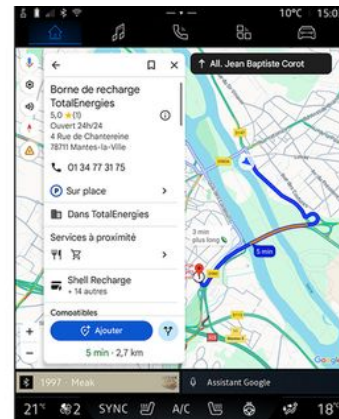 10°C 15:0
Borne de recharge
TotalEnergies
5,0 ★(1)
Ouvert 24h/24
4 Rue de Chantereine
78711 Mantes-la-Ville
01 34 77 31 75
P Sur place
Dans TotalEnergies
Services à proximité
Shell Recharge
+ 14 autres
Compatibles
Ajouter
5 min · 2,7 km
All. Jean Baptiste Corot
3 min
plus long
5 min
Google
1997 · Meak
Assistant Google
21° 2 SYNC A/C 18°